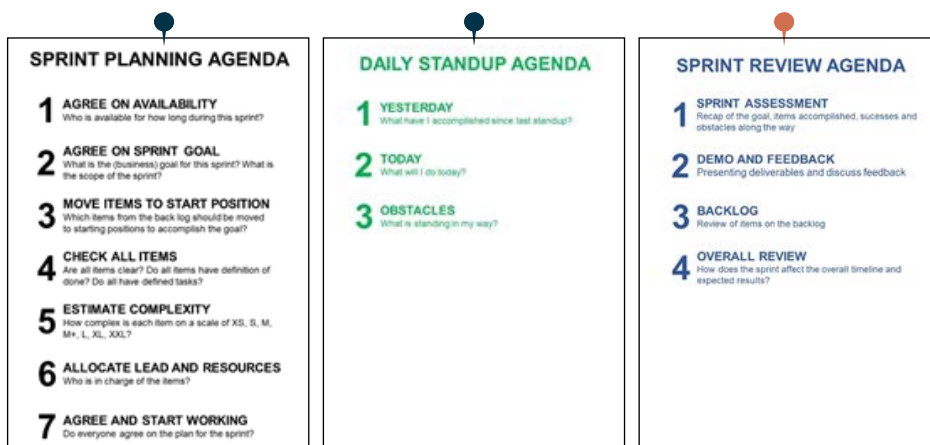 SPRINT PLANNING AGENDA
1 AGREE ON AVAILABILITY
Who is available for how long during this sprint?
2 AGREE ON SPRINT GOAL
What is the (business) goal for this sprint? What is
the scope of the sprint?
3 MOVE ITEMS TO START POSITION
Which items from the back log should be moved
to starting positions to accomplish the goal?
4 CHECK ALL ITEMS
Are all items clear? Do all items have definition of
done? Do all have defined tasks?
5 ESTIMATE COMPLEXITY
How complex is each item on a scale of XS, S, M,
M+, L, XL, XXL?
6 ALLOCATE LEAD AND RESOURCES
Who is in charge of the items?
7 AGREE AND START WORKING
Do everyone agree on the plan for the sprint?
DAILY STANDUP AGENDA
1 YESTERDAY
What have I accomplished since last standup?
2 TODAY
What will I do today?
3 OBSTACLES
What is standing in my way?
SPRINT REVIEW AGENDA
1 SPRINT ASSESSMENT
Recap of the goal, items accomplished, sucesses and
obstacles along the way
2 DEMO AND FEEDBACK
Presenting deliverables and discuss feedback
3 BACKLOG
Review of items on the backlog
4 OVERALL REVIEW
How does the sprint affect the overall timeline and
expected results?